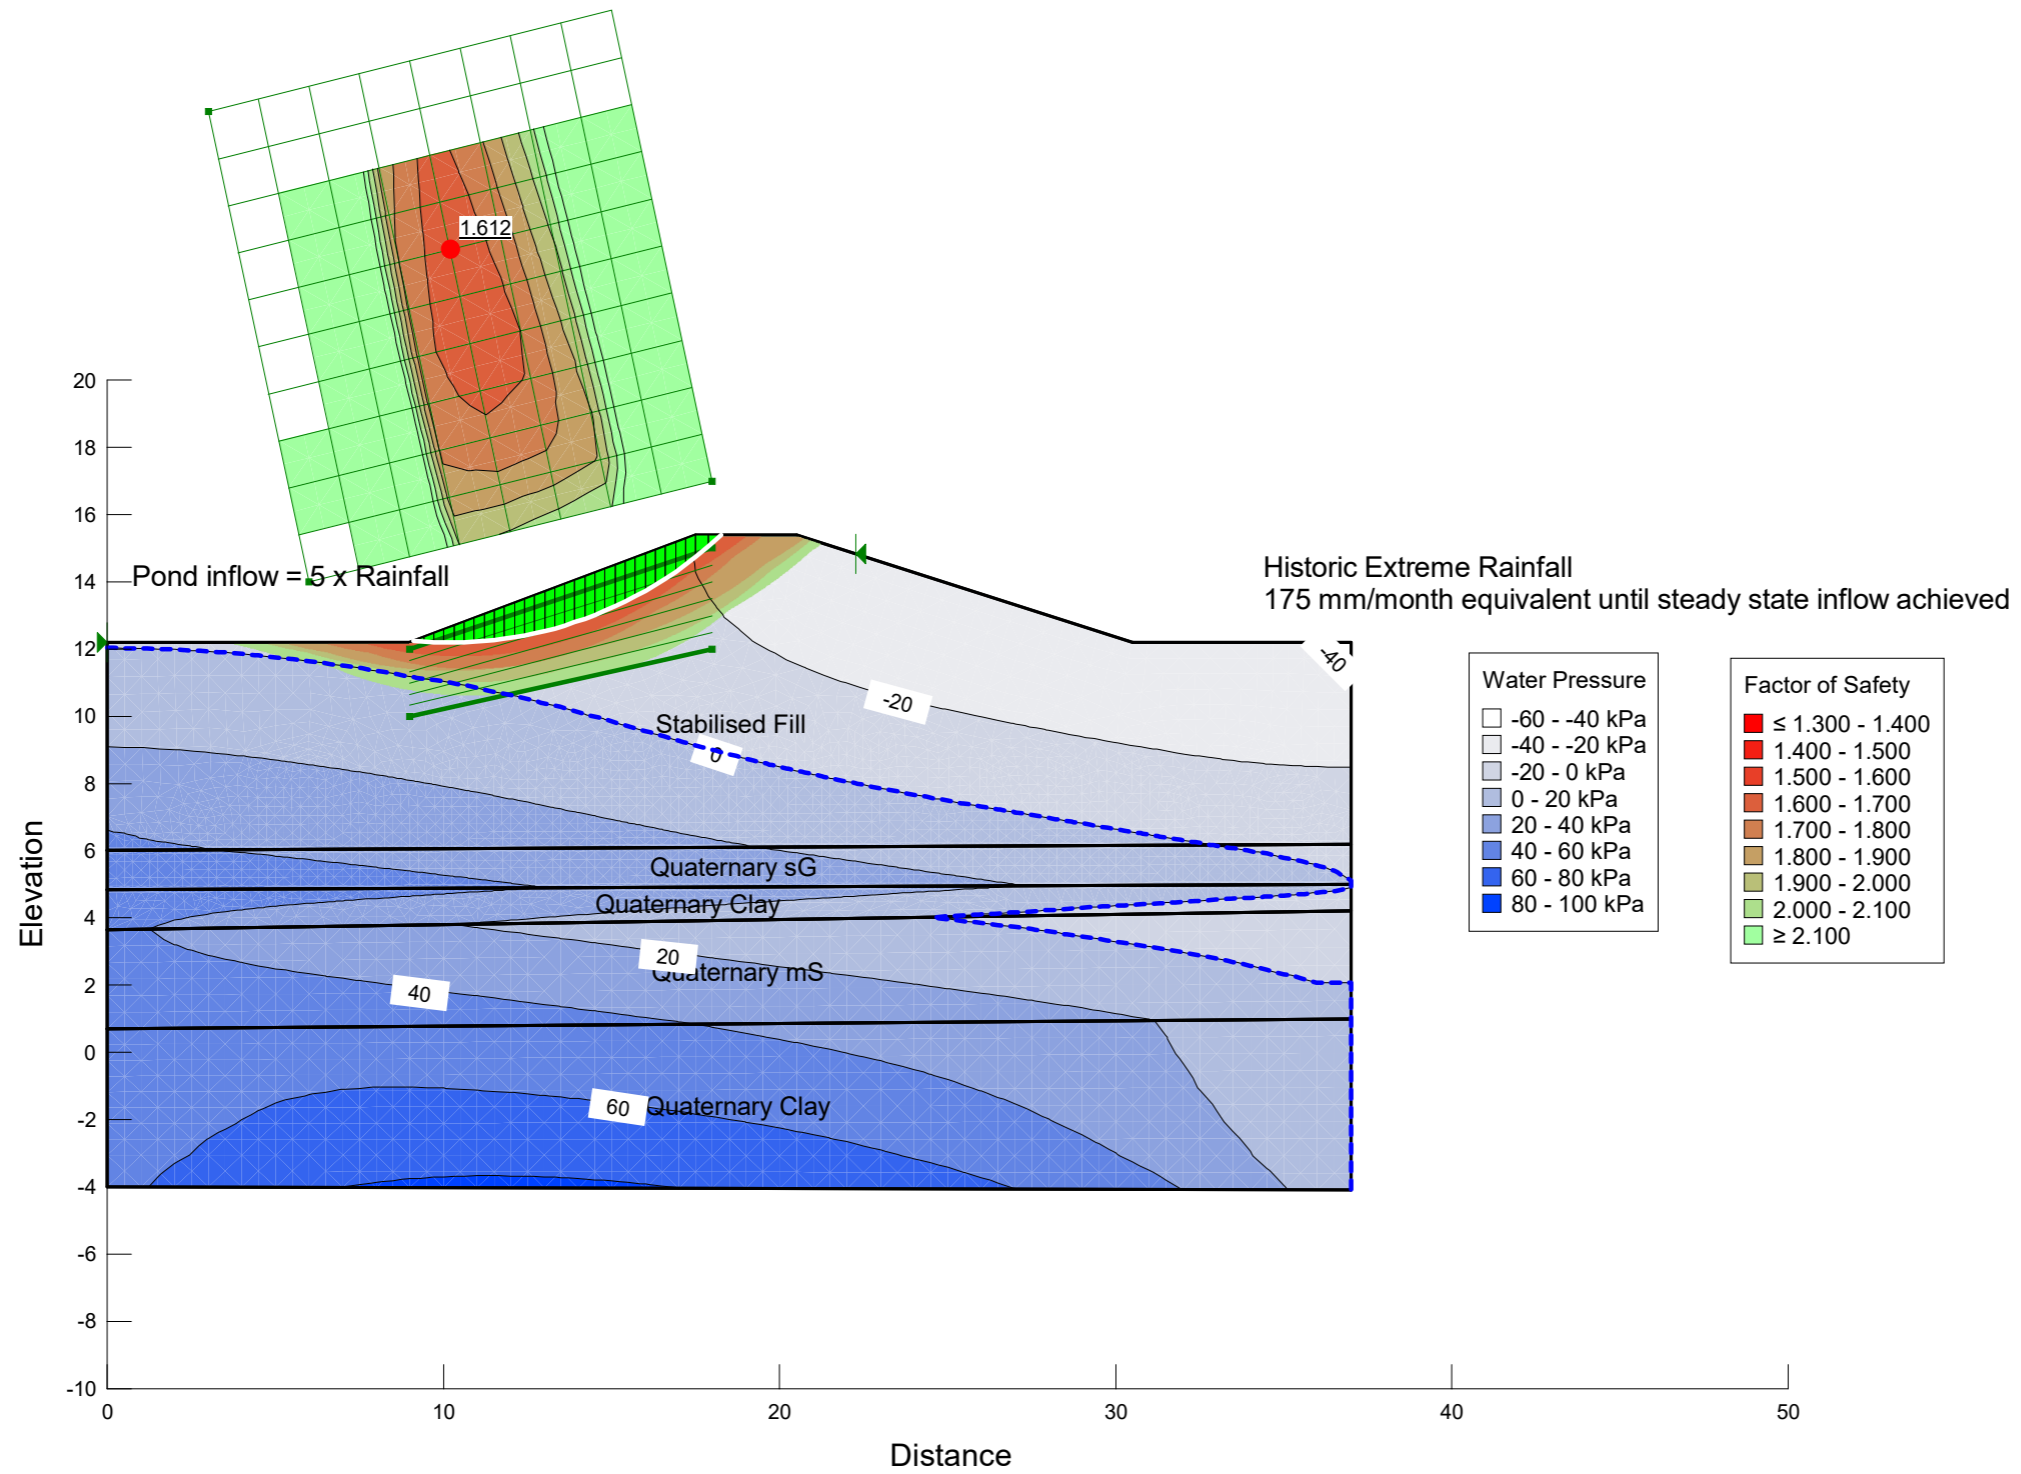 1.612
20
18
16
14
12
10
8
6
4
2
0
-2
-4
-6
-8
-10
Elevation
Pond inflow = 5 x Rainfall
Historic Extreme Rainfall
175 mm/month equivalent until steady state inflow achieved
-40
-20
Stabilised Fill
0
Quaternary sG
Quaternary Clay
20
Quaternary mS
40
60
Quaternary Clay
Water Pressure
-60 - -40 kPa
-40 - -20 kPa
-20 - 0 kPa
0 - 20 kPa
20 - 40 kPa
40 - 60 kPa
60 - 80 kPa
80 - 100 kPa
Factor of Safety
≤ 1.300 - 1.400
1.400 - 1.500
1.500 - 1.600
1.600 - 1.700
1.700 - 1.800
1.800 - 1.900
1.900 - 2.000
2.000 - 2.100
≥ 2.100
0
10
20
30
40
50
Distance